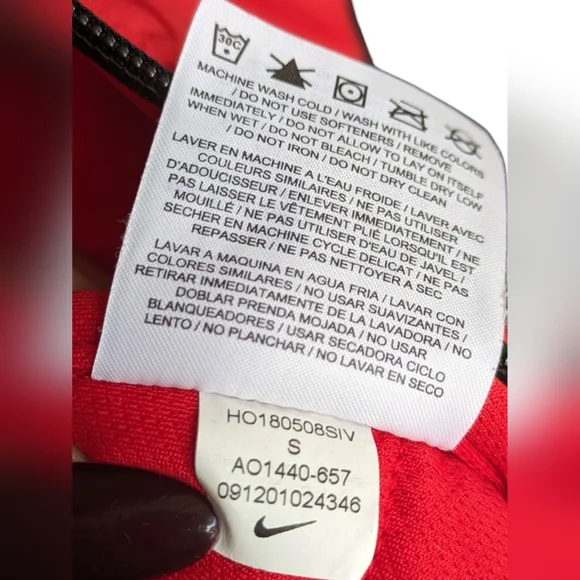 30C
MACHINE WASH COLD / WASH WITH LIKE COLORS
/ DO NOT USE SOFTENERS / REMOVE
IMMEDIATELY / DO NOT ALLOW TO LAY ON ITSELF
WHEN WET / DO NOT BLEACH / TUMBLE DRY LOW
/ DO NOT IRON / DO NOT DRY CLEAN
LAVER EN MACHINE A L'EAU FROIDE / LAVER AVEC
COULEURS SIMILAIRES / NE PAS UTILISER
D'ADOUCISSEUR / ENLEVER IMMEDIATEMENT / NE
PAS LAISSER LE VÊTEMENT PLIÉ LORSQU'IL EST
MOUILLÉ / NE PAS UTILISER D'EAU DE JAVEL /
SECHER EN MACHINE CYCLE DELICAT / NE PAS
REPASSER / NE PAS NETTOYER A SEC
LAVAR A MAQUINA EN AGUA FRIA / LAVAR CON
COLORES SIMILARES / NO USAR SUAVIZANTES /
RETIRAR INMEDIATAMENTE DE LA LAVADORA / NO
DOBLAR PRENDA MOJADA / NO USAR
BLANQUEADORES / USAR SECADORA CICLO
LENTO / NO PLANCHAR / NO LAVAR EN SECO
HO180508SIV
S
AO1440-657
091201024346